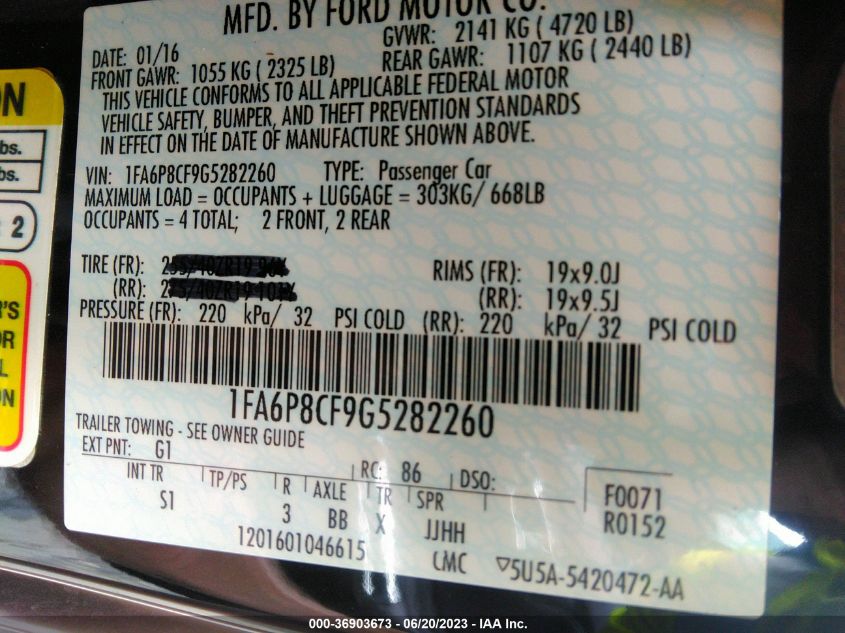 MFD. BY FORD MOTOR CO.
DATE: 01/16 GVWR: 2141 KG ( 4720 LB)
FRONT GAWR: 1055 KG ( 2325 LB) REAR GAWR: 1107 KG ( 2440 LB)
THIS VEHICLE CONFORMS TO ALL APPLICABLE FEDERAL MOTOR
VEHICLE SAFETY, BUMPER, AND THEFT PREVENTION STANDARDS
IN EFFECT ON THE DATE OF MANUFACTURE SHOWN ABOVE.
VIN: 1FA6P8CF9G5282260 TYPE: Passenger Car
MAXIMUM LOAD = OCCUPANTS + LUGGAGE = 303KG/ 668LB
OCCUPANTS = 4 TOTAL; 2 FRONT, 2 REAR
TIRE (FR): RIMS (FR): 19x9.0J
(RR): (RR): 19x9.5J
PRESSURE (FR): 220 kPa/ 32 PSI COLD (RR): 220 kPa/ 32 PSI COLD
1FA6P8CF9G5282260
TRAILER TOWING - SEE OWNER GUIDE
EXT PNT: G1 RC: 86 DSO:
INT TR TP/PS R AXLE TR SPR F0071
S1 3 BB X JJHH R0152
1201601046615 CMC 5U5A-5420472-AA
ON
bs.
bs.
2
R'S
OR
L
ON
000-36903673 - 06/20/2023 - IAA Inc.